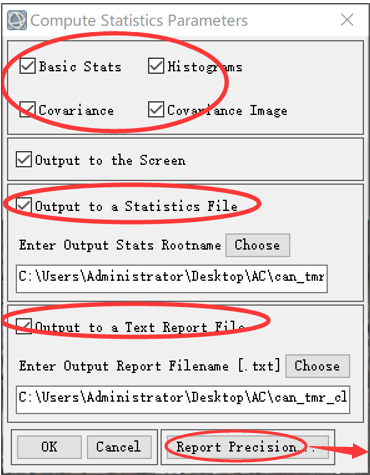 Compute Statistics Parameters
Basic Stats Histograms
Covariance Covariance Image
Output to the Screen
Output to a Statistics File
Enter Output Stats Rootname Choose
C:\Users\Administrator\Desktop\AC\can_tmr
Output to a Text Report File
Enter Output Report Filename [.txt] Choose
C:\Users\Administrator\Desktop\AC\can_tmr_cl
OK Cancel Report Precision...